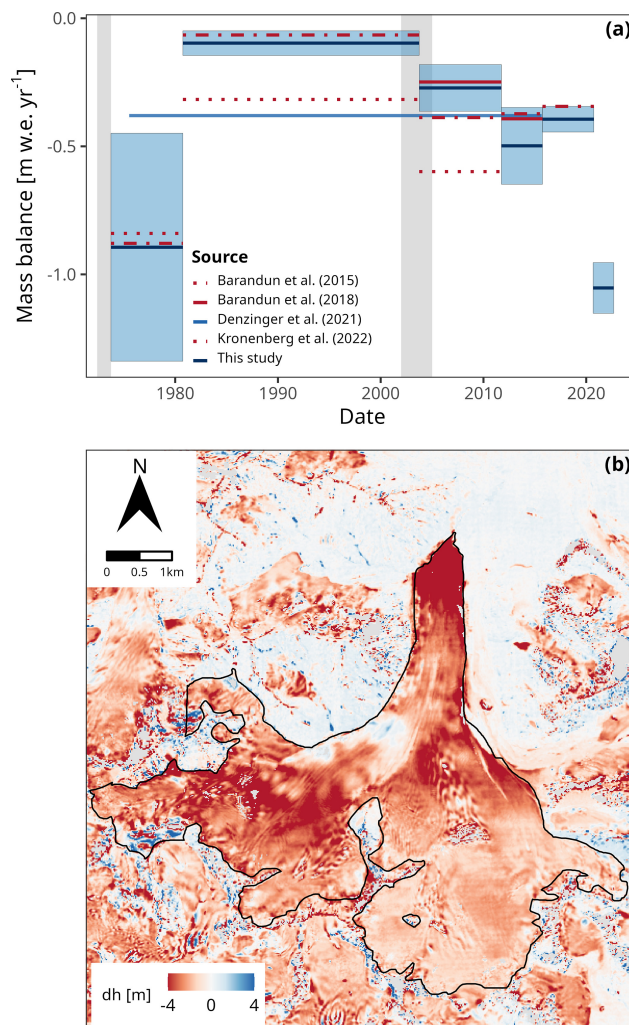 (a)
0.0
-0.5
-1.0
Mass balance [m w.e. yr⁻¹]
Source
Barandun et al. (2015)
Barandun et al. (2018)
Denzinger et al. (2021)
Kronenberg et al. (2022)
This study
1980
1990
2000
2010
2020
Date
(b)
N
0
0.5
1km
dh [m]
-4
0
4